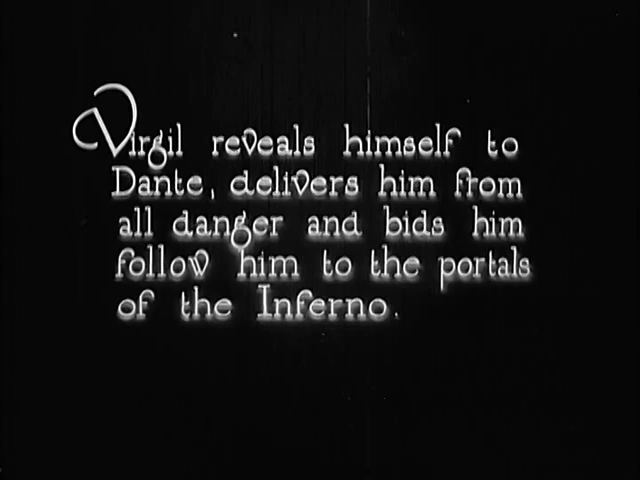 Virgil reveals himself to
Dante, delivers him from
all danger and bids him
follow him to the portals
of the Inferno.